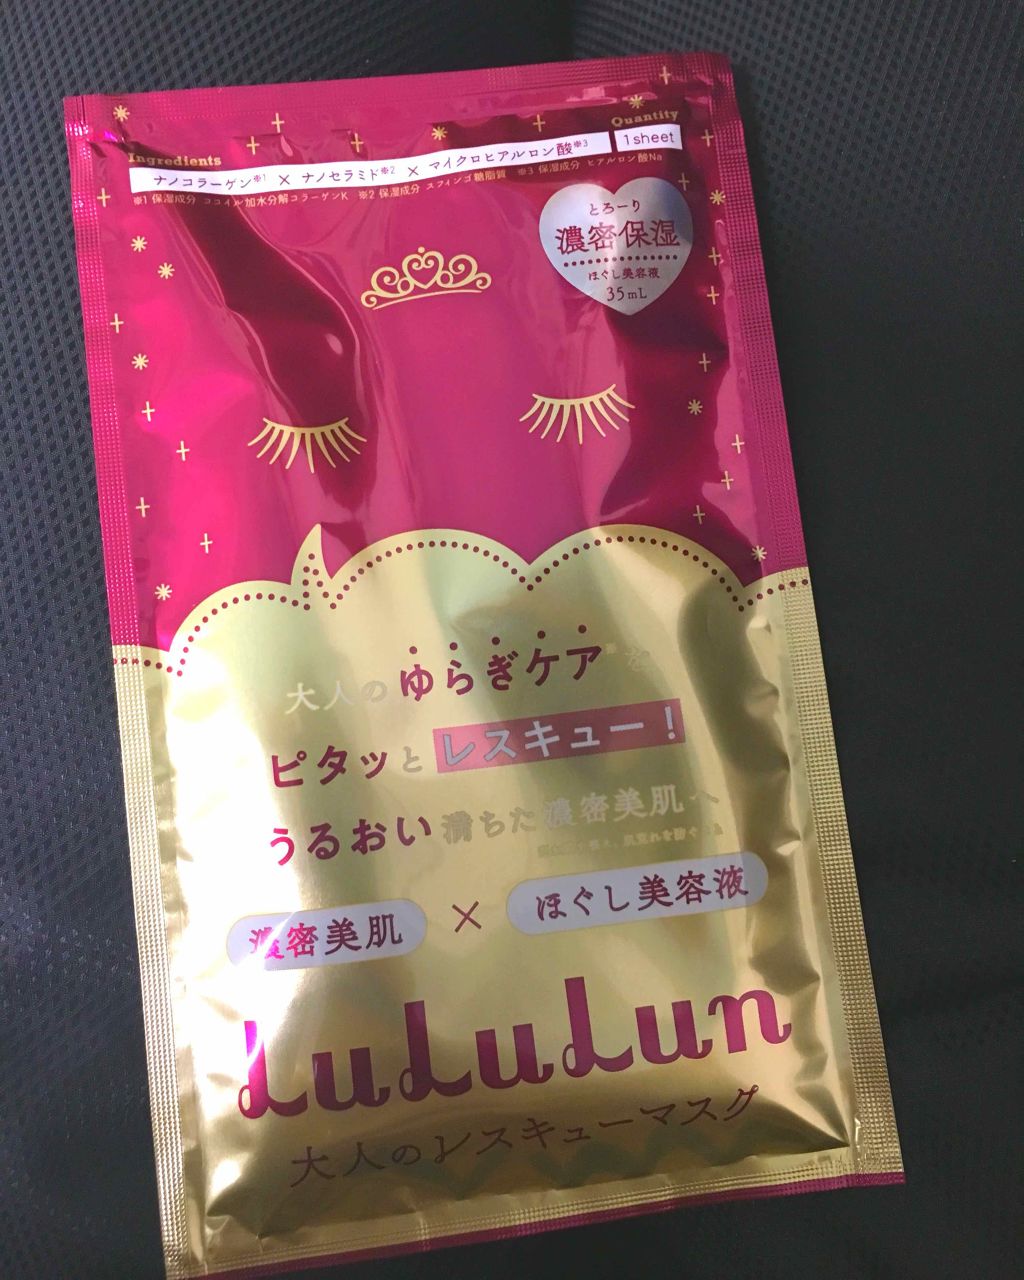 Ingredients
Quantity
ナノコラーゲン※1 × ナノセラミド※2 × マイクロヒアルロン酸※3
1sheet
※1 保湿成分 ココイル加水分解コラーゲンK ※2 保湿成分 スフィンゴ糖脂質 ※3 保湿成分 ヒアルロン酸Na
とろーり
濃密保湿
ほぐし美容液
35mL
大人のゆらぎケア※を
ピタッとレスキュー!
うるおい満ちた濃密美肌へ
肌荒れを防ぐ
濃密美肌 × ほぐし美容液
LuLuLun
大人のレスキューマスク